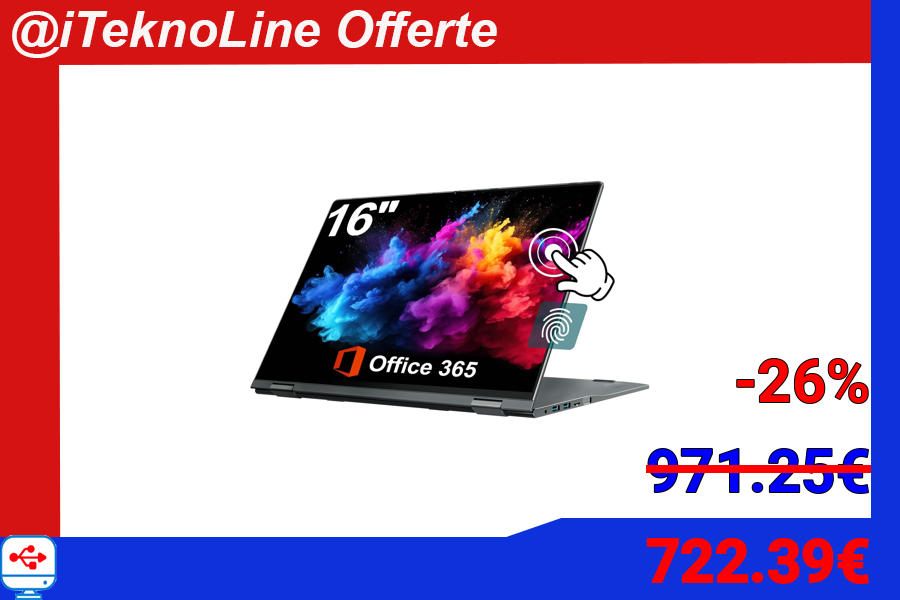 @iTeknoLine Offerte
16"
Office 365
-26%
971.25€
722.39€